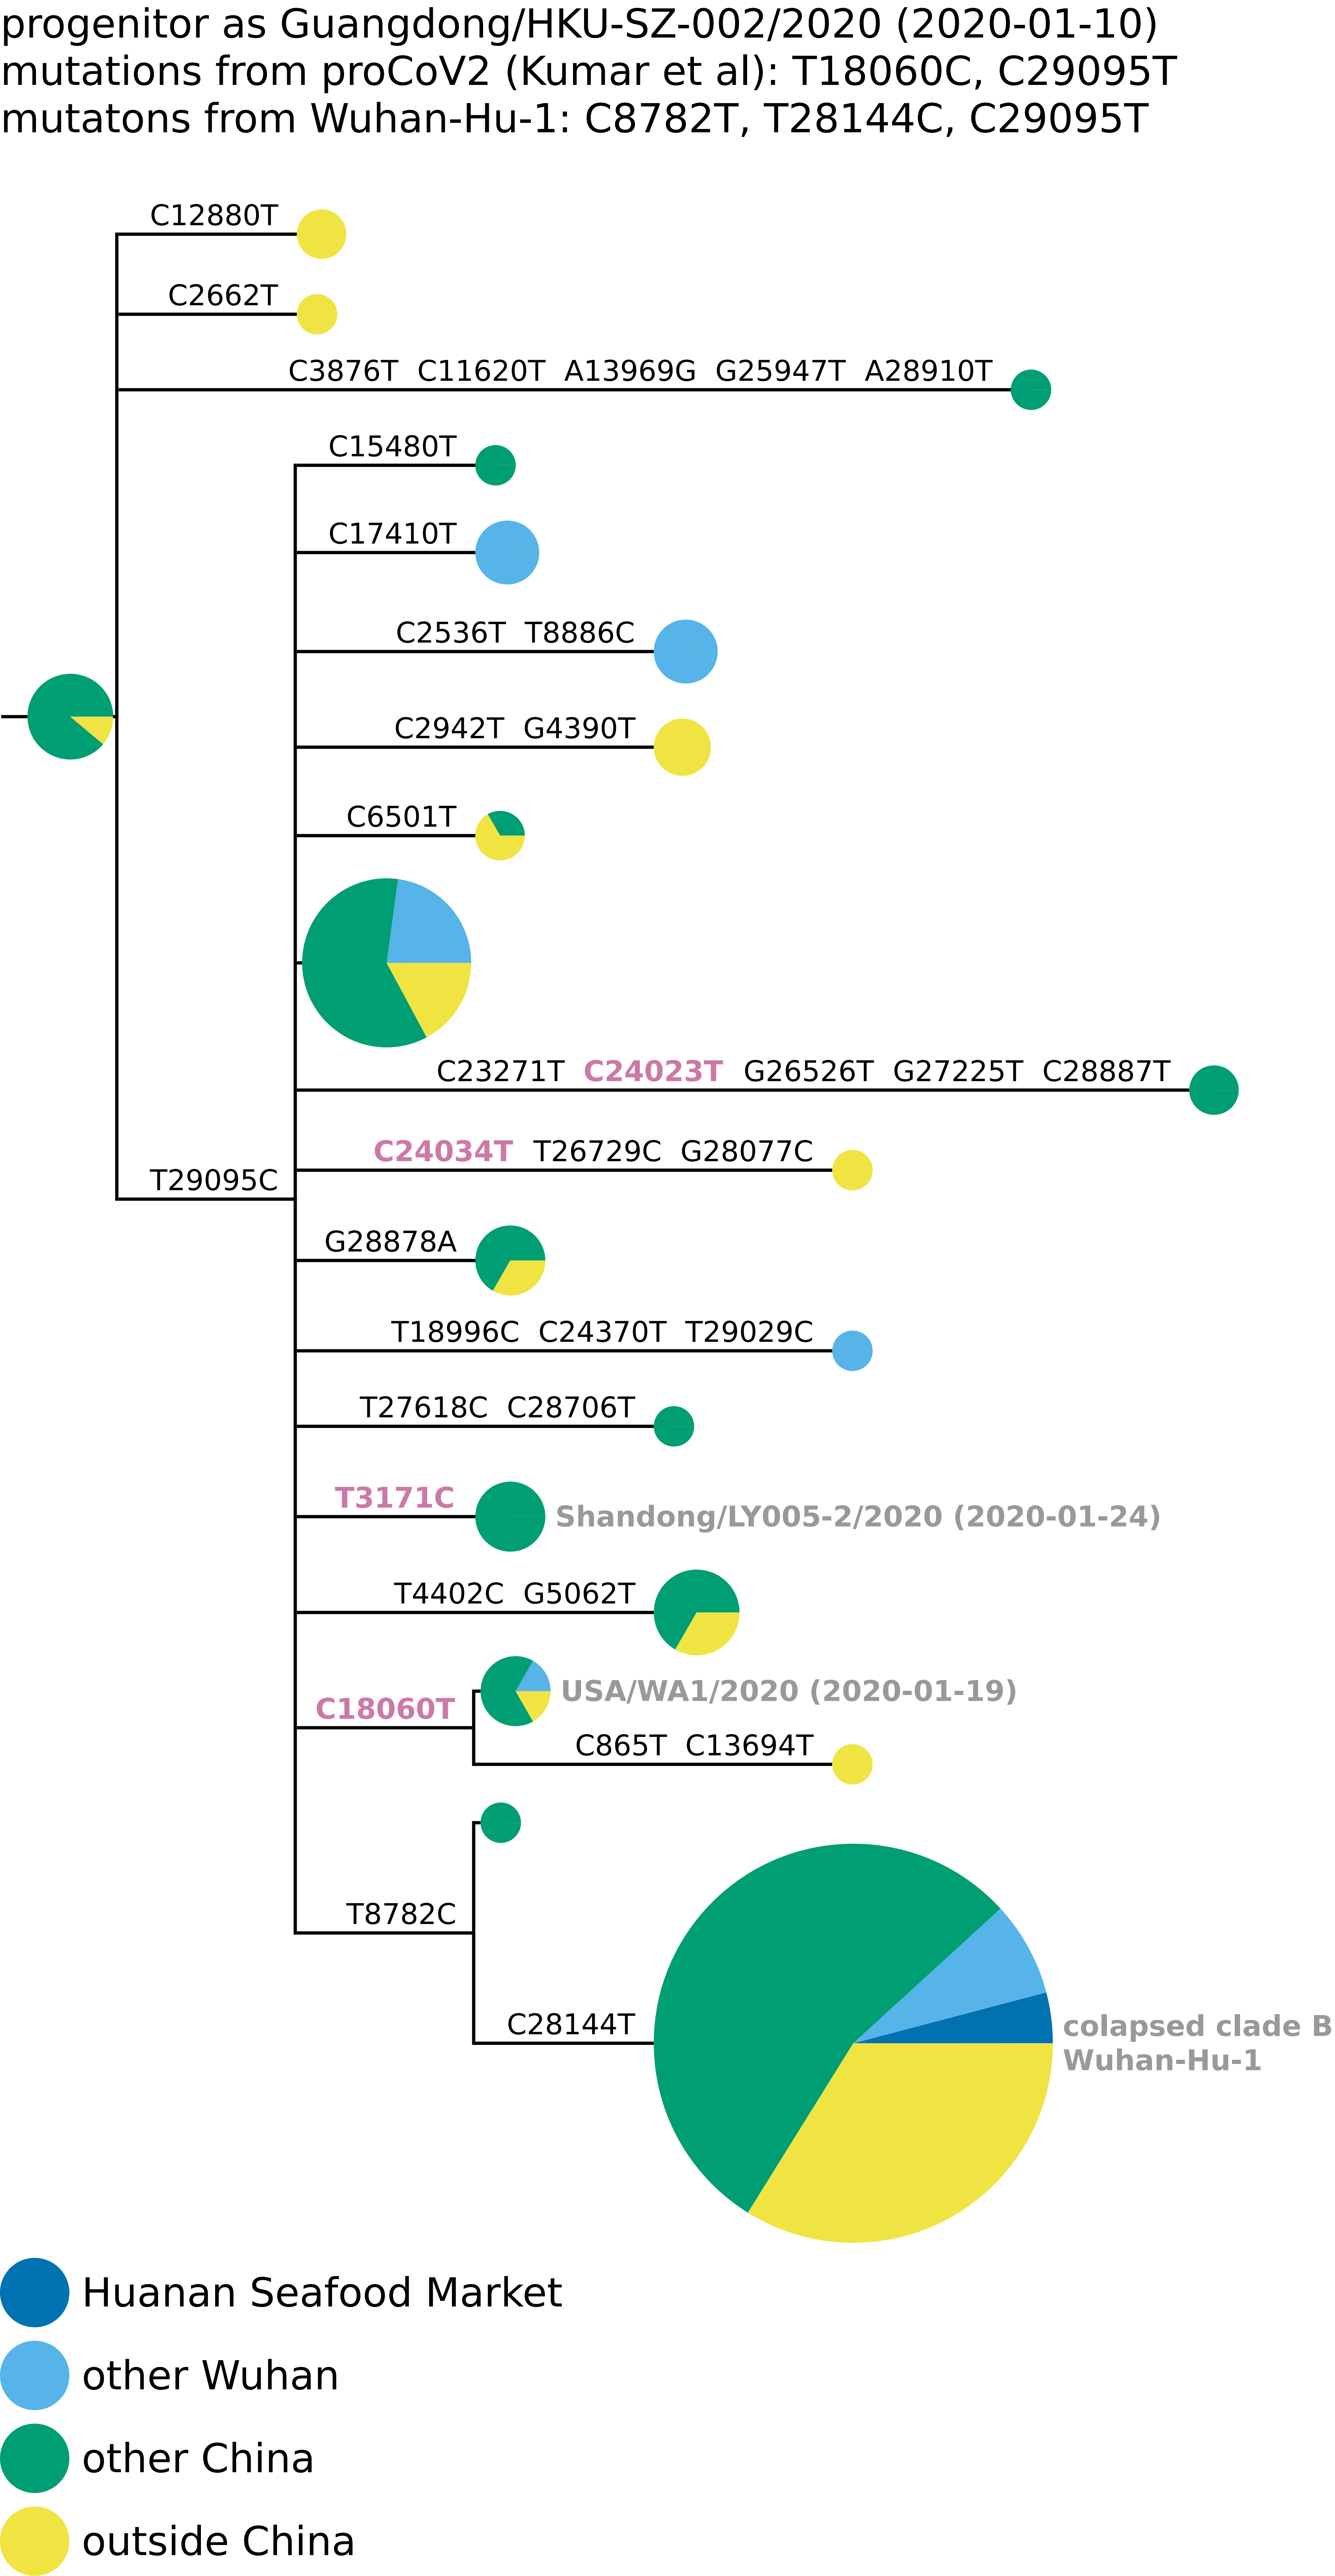 progenitor as Guangdong/HKU-SZ-002/2020 (2020-01-10)
mutations from proCoV2 (Kumar et al): T18060C, C29095T
mutatons from Wuhan-Hu-1: C8782T, T28144C, C29095T
C12880T
C2662T
C3876T C11620T A13969G G25947T A28910T
C15480T
C17410T
C2536T T8886C
C2942T G4390T
C6501T
C23271T C24023T G26526T G27225T C28887T
C24034T T26729C G28077C
T29095C
G28878A
T18996C C24370T T29029C
T27618C C28706T
T3171C
Shandong/LY005-2/2020 (2020-01-24)
T4402C G5062T
USA/WA1/2020 (2020-01-19)
C18060T
C865T C13694T
T8782C
C28144T
colapsed clade B
Wuhan-Hu-1
Huanan Seafood Market
other Wuhan
other China
outside China